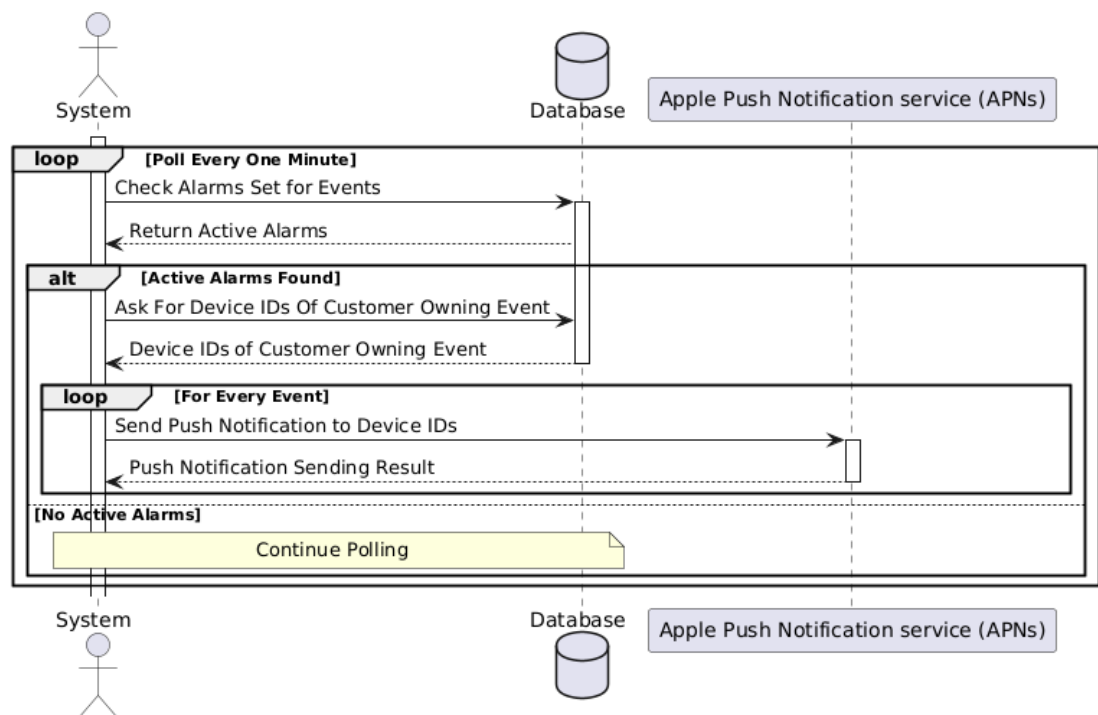 System
Database
Apple Push Notification service (APNs)
loop [Poll Every One Minute]
Check Alarms Set for Events
Return Active Alarms
alt [Active Alarms Found]
Ask For Device IDs Of Customer Owning Event
Device IDs of Customer Owning Event
loop [For Every Event]
Send Push Notification to Device IDs
Push Notification Sending Result
[No Active Alarms]
Continue Polling
System
Database
Apple Push Notification service (APNs)